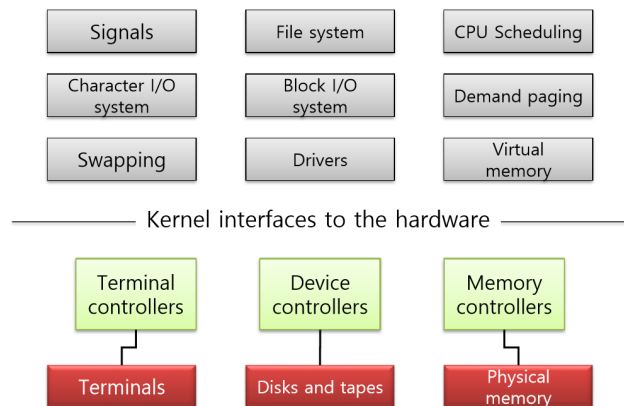 Signals
File system
CPU Scheduling
Character I/O
system
Block I/O
system
Demand paging
Swapping
Drivers
Virtual
memory
Kernel interfaces to the hardware
Terminal
controllers
Device
controllers
Memory
controllers
Terminals
Disks and tapes
Physical
memory